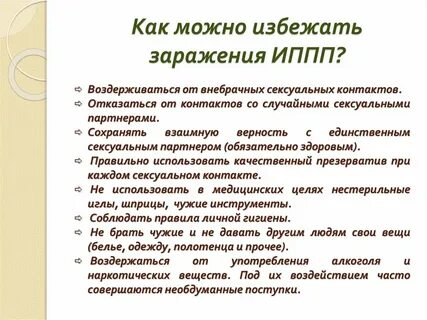 Как можно избежать
заражения ИППП?
Воздерживаться от внебрачных сексуальных контактов.
Отказаться от контактов со случайными сексуальными
партнерами.
Сохранять взаимную верность с единственным
сексуальным партнером (обязательно здоровым).
Правильно использовать качественный презерватив при
каждом сексуальном контакте.
Не использовать в медицинских целях нестерильные
иглы, шприцы, чужие инструменты.
Соблюдать правила личной гигиены.
Не брать чужие и не давать другим людям свои вещи
(белье, одежду, полотенца и прочее).
Воздержаться от употребления алкоголя и
наркотических веществ. Под их воздействием часто
совершаются необдуманные поступки.